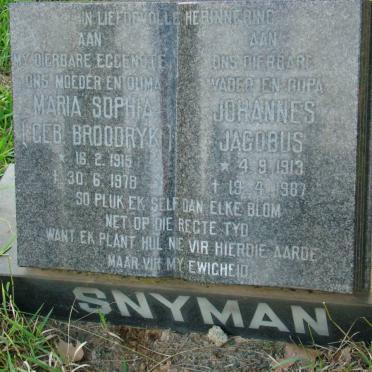 IN LIEFDEVOLLE HERINNERING
AAN
MY DIERBARE EGGENOTE
ONS MOEDER EN OUMA
MARIA SOPHIA
(GEB BROODRYK)
* 16.2.1915
† 30.6.1978
AAN
ONS DIERBARE
VADER EN OUPA
JOHANNES
JACOBUS
* 4.9.1913
† 19.4.1987
SO PLUK EK SELF DAN ELKE BLOM
NET OP DIE REGTE TYD
WANT EK PLANT HUL NE VIR HIERDIE AARDE
MAAR VIR MY EWIGHEID
SNYMAN